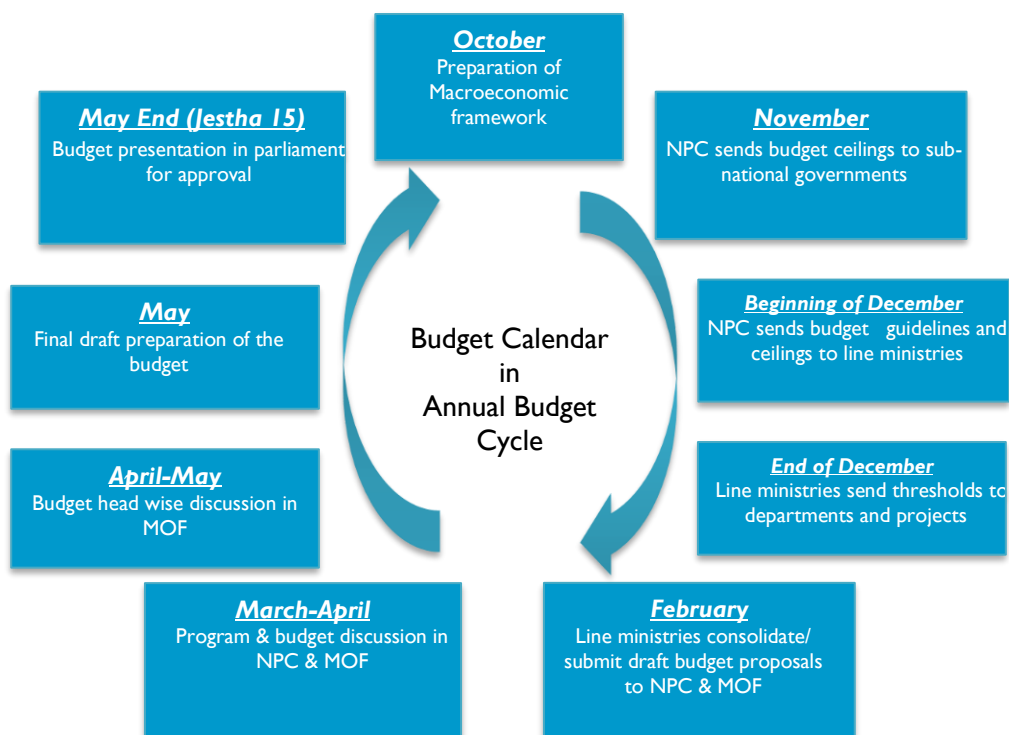 October
Preparation of
Macroeconomic
framework
November
NPC sends budget ceilings to sub-
national governments
Beginning of December
NPC sends budget guidelines and
ceilings to line ministries
End of December
Line ministries send thresholds to
departments and projects
February
Line ministries consolidate/
submit draft budget proposals
to NPC & MOF
March-April
Program & budget discussion in
NPC & MOF
April-May
Budget head wise discussion in
MOF
May
Final draft preparation of the
budget
May End (Jestha 15)
Budget presentation in parliament
for approval
Budget Calendar
in
Annual Budget
Cycle